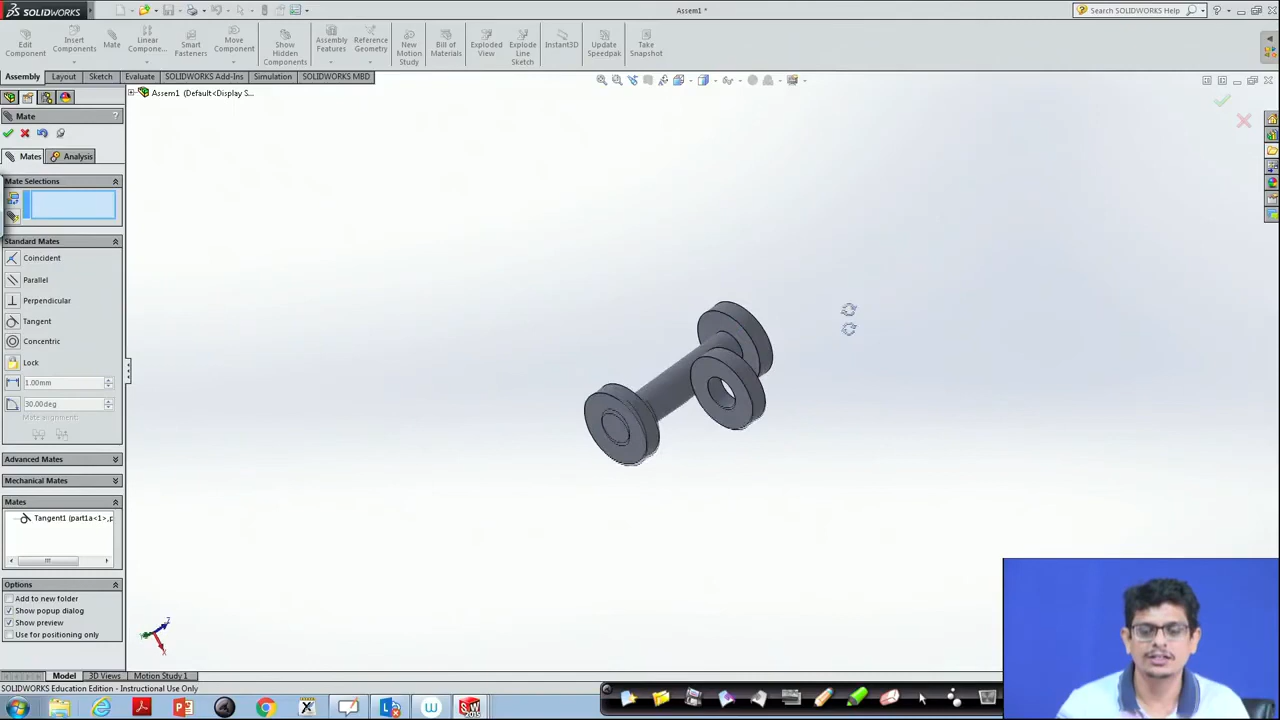 SOLIDWORKS
Assem1 *
Search SOLIDWORKS Help
Edit Component
Insert Components
Mate
Linear Compone...
Smart Fasteners
Move Component
Show Hidden Components
Assembly Features
Reference Geometry
New Motion Study
Bill of Materials
Exploded View
Explode Line Sketch
Instant3D
Update Speedpak
Take Snapshot
Assembly Layout Sketch Evaluate SOLIDWORKS Add-Ins Simulation SOLIDWORKS MBD
Assem1 (Default<Display S...
Mate ?
Mates Analysis
Mate Selections
Standard Mates
Coincident
Parallel
Perpendicular
Tangent
Concentric
Lock
1.00mm
30.00deg
Mate alignment:
Advanced Mates
Mechanical Mates
Mates
Tangent1 (part1a<1>,p
Options
Add to new folder
Show popup dialog
Show preview
Use for positioning only
Model 3D Views Motion Study 1
SOLIDWORKS Education Edition - Instructional Use Only